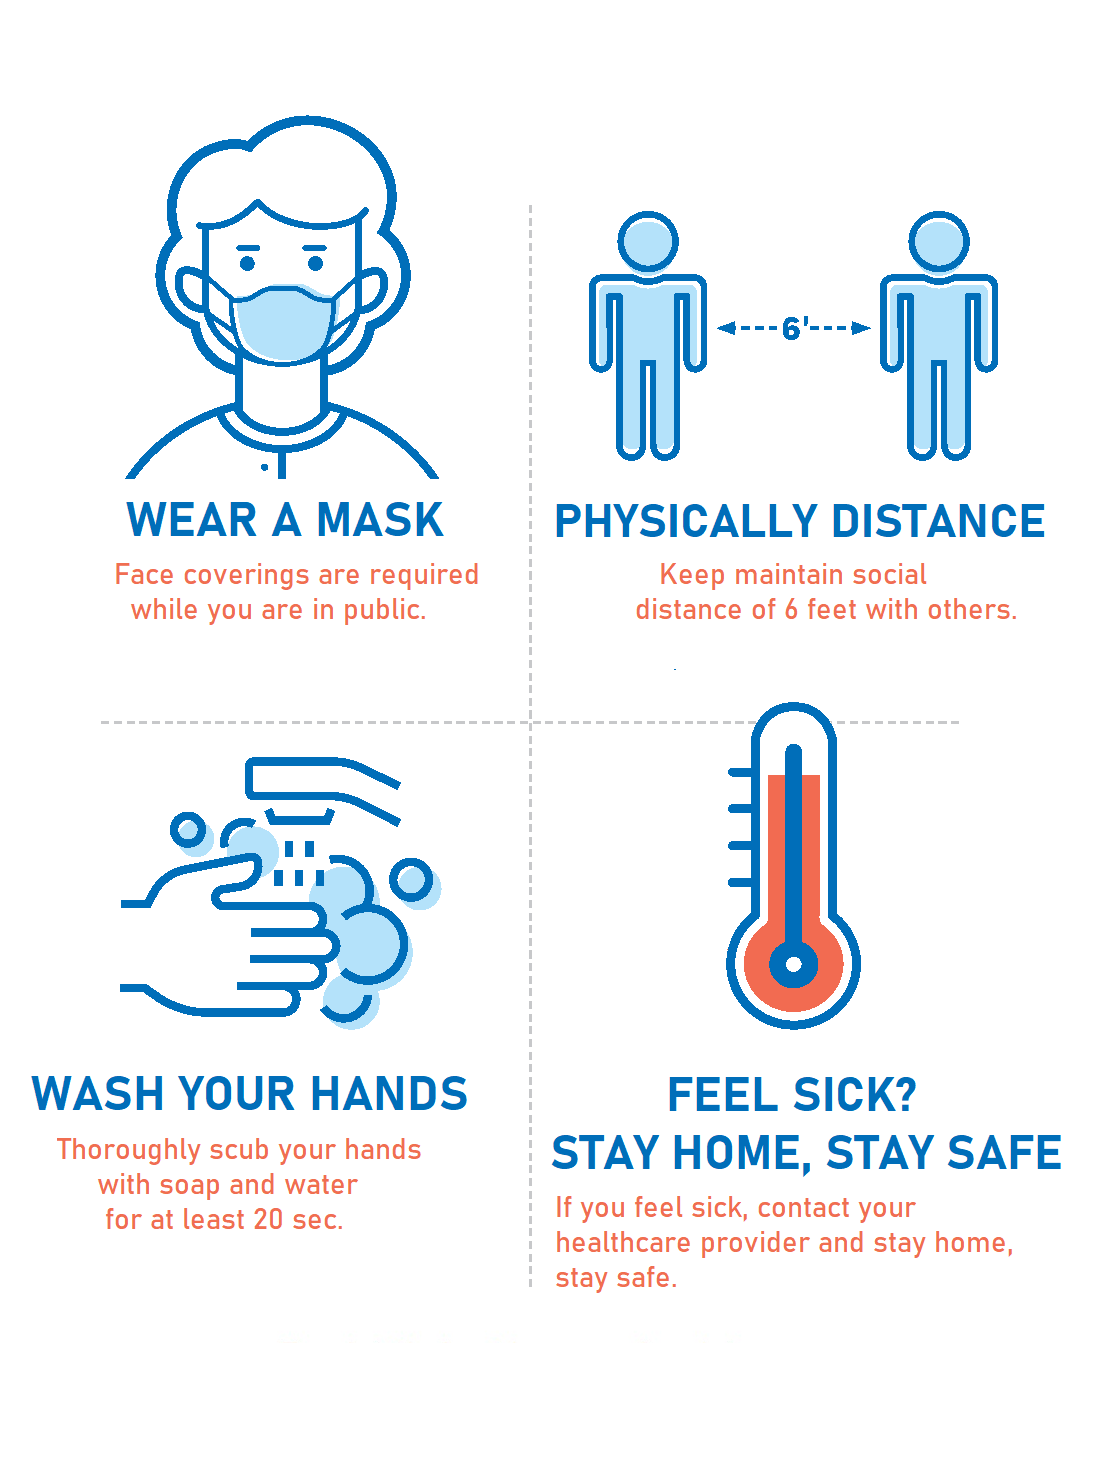 6'
WEAR A MASK
Face coverings are required
while you are in public.
PHYSICALLY DISTANCE
Keep maintain social
distance of 6 feet with others.
WASH YOUR HANDS
Thoroughly scub your hands
with soap and water
for at least 20 sec.
FEEL SICK?
STAY HOME, STAY SAFE
If you feel sick, contact your
healthcare provider and stay home,
stay safe.